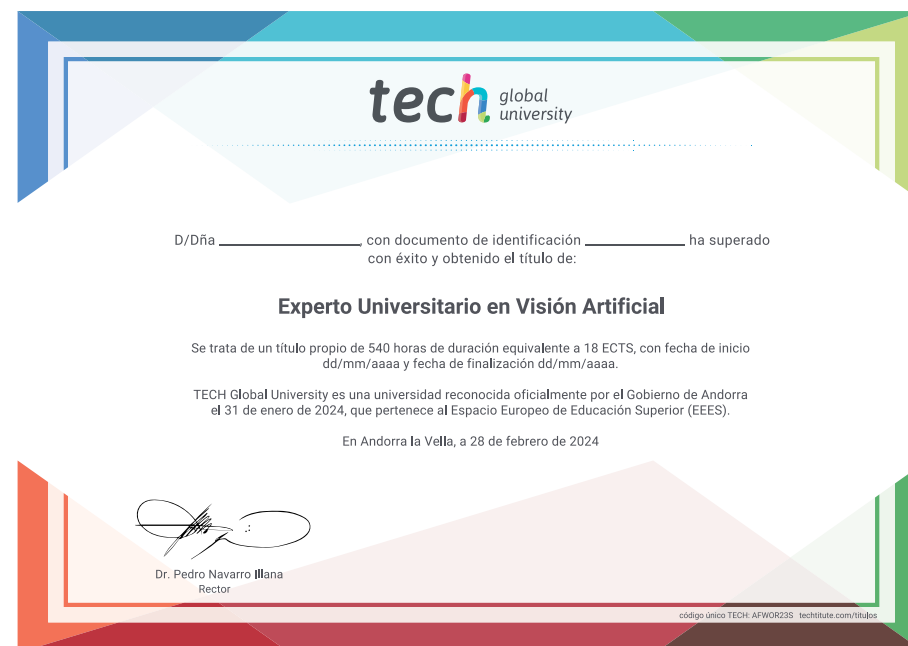 tech global university
D/Dña ____________________, con documento de identificación ______________ ha superado
con éxito y obtenido el título de:
Experto Universitario en Visión Artificial
Se trata de un título propio de 540 horas de duración equivalente a 18 ECTS, con fecha de inicio
dd/mm/aaaa y fecha de finalización dd/mm/aaaa.
TECH Global University es una universidad reconocida oficialmente por el Gobierno de Andorra
el 31 de enero de 2024, que pertenece al Espacio Europeo de Educación Superior (EEES).
En Andorra la Vella, a 28 de febrero de 2024
Dr. Pedro Navarro Illana
Rector
código único TECH: AFWOR23S techtitute.com/titulos